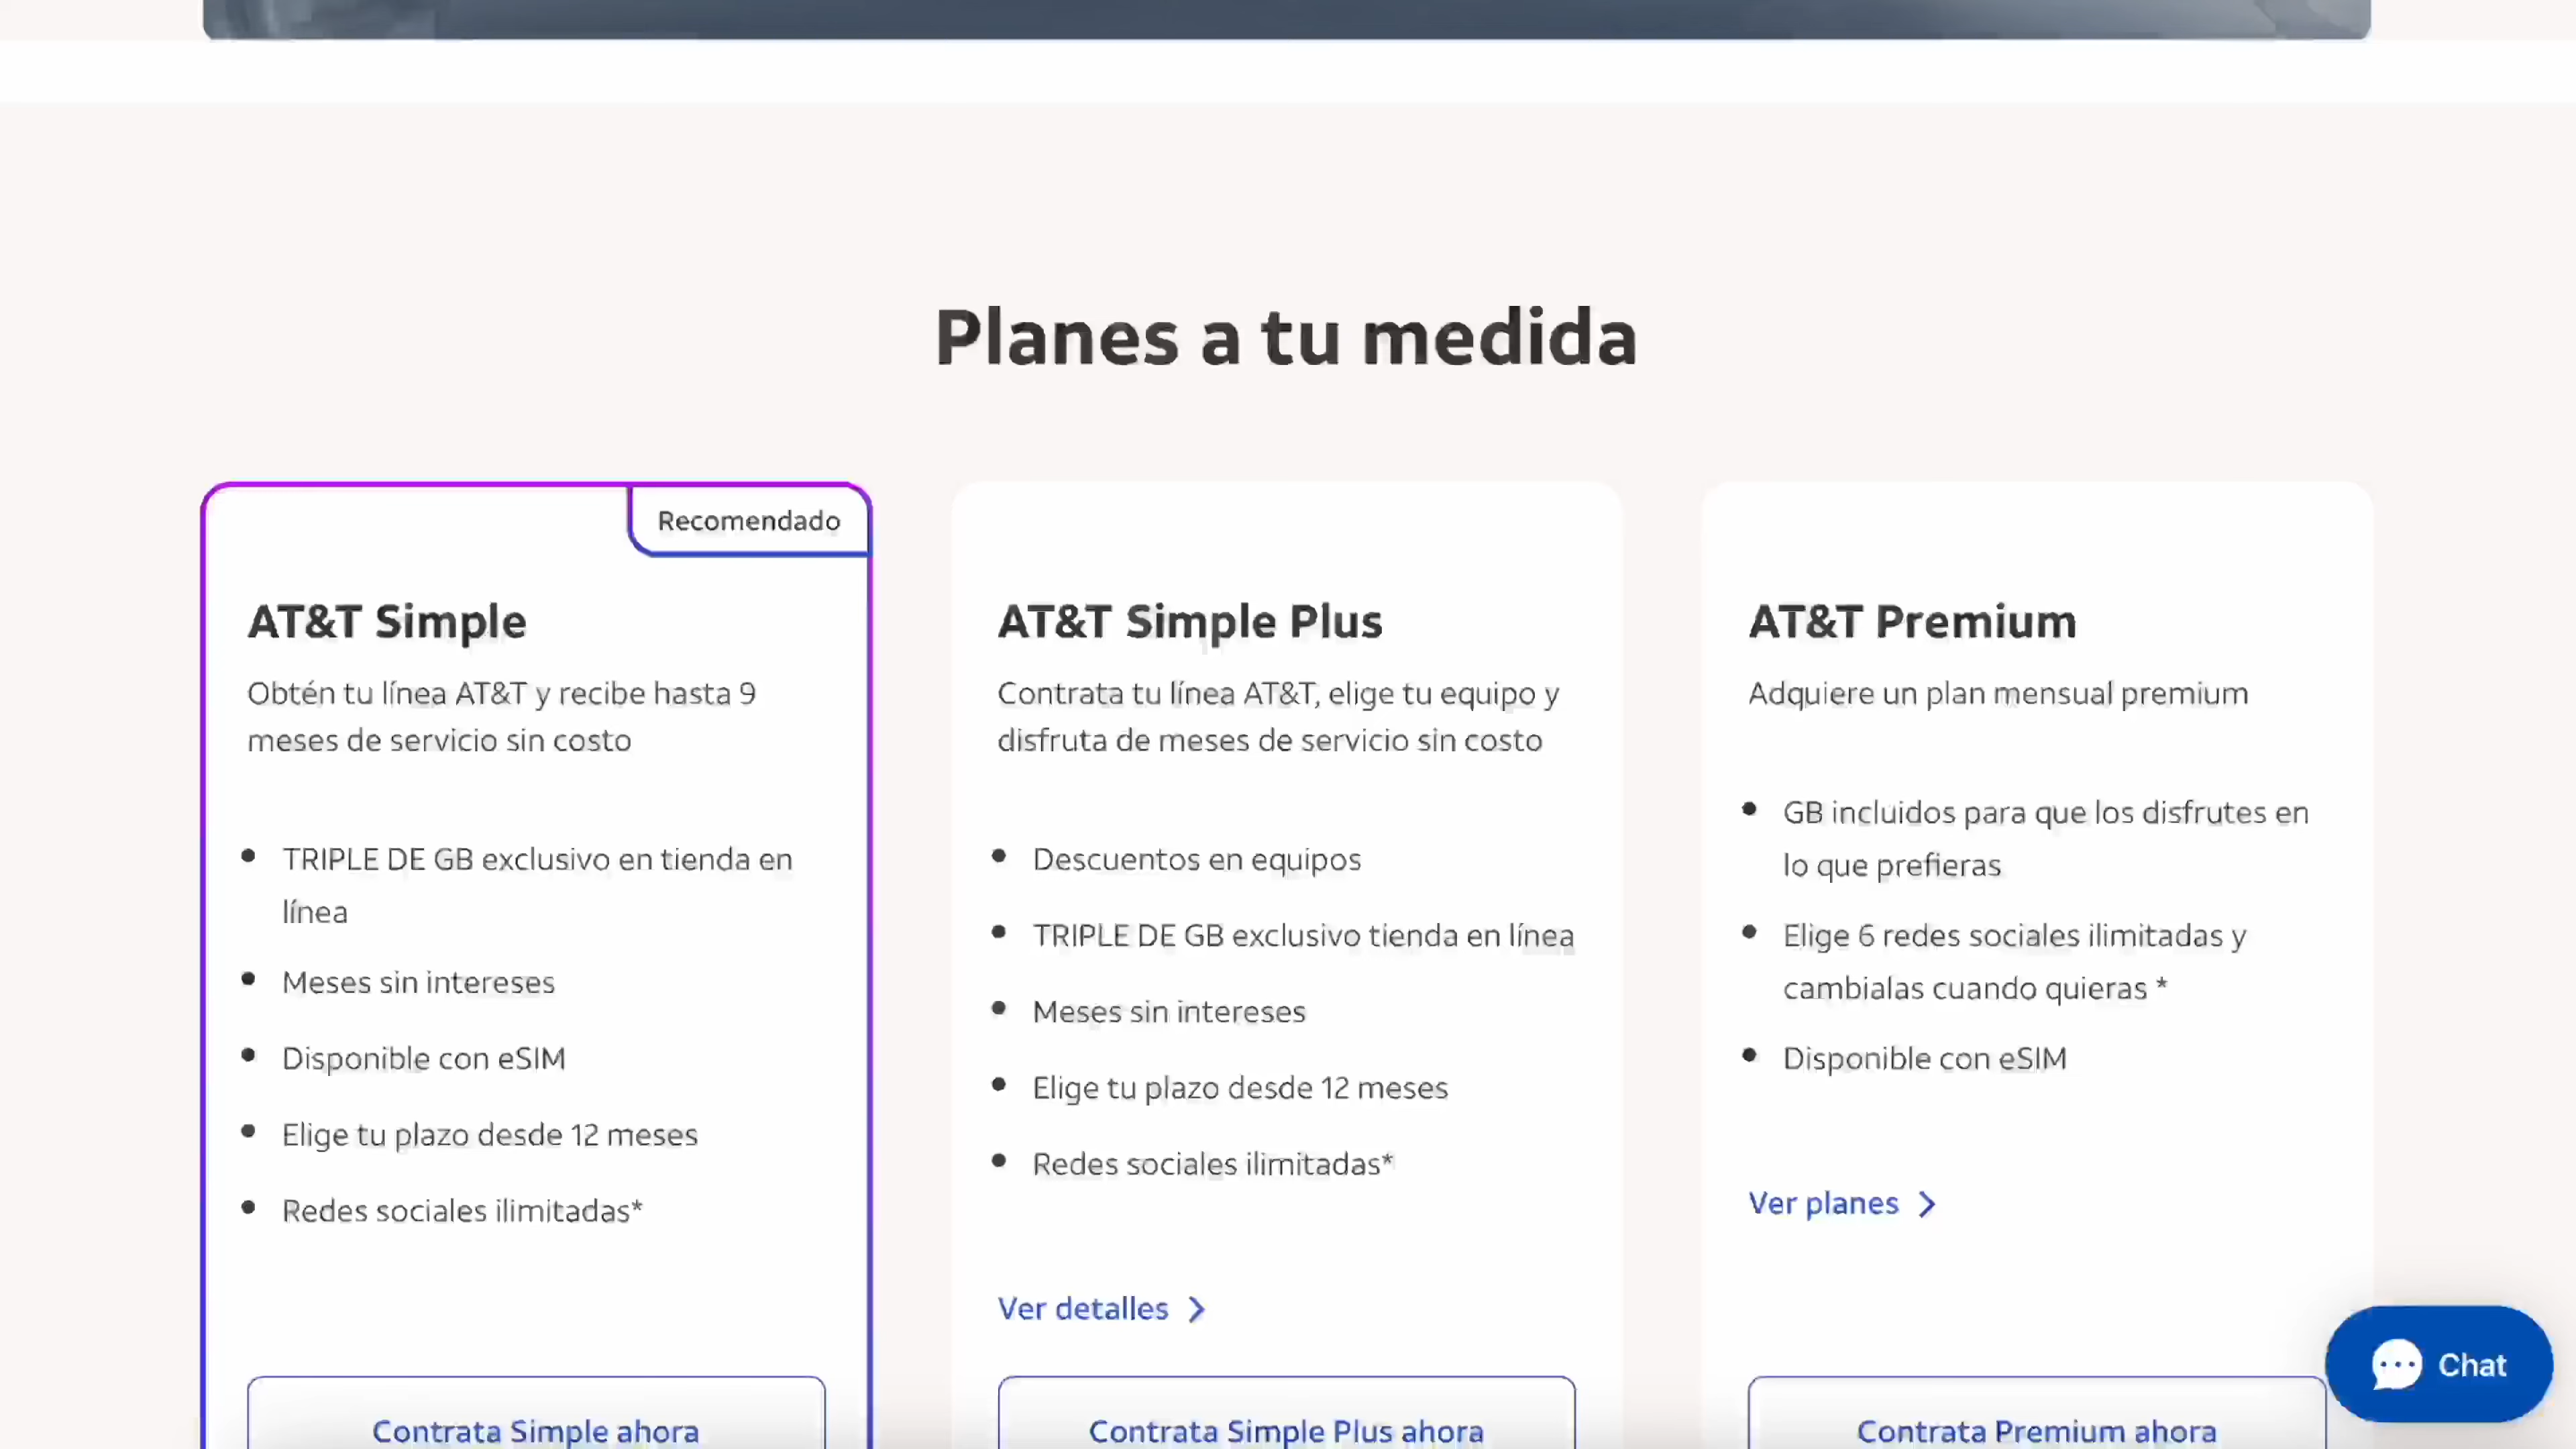 Planes a tu medida
Recomendado
AT&T Simple
Obtén tu línea AT&T y recibe hasta 9
meses de servicio sin costo
TRIPLE DE GB exclusivo en tienda en
línea
Meses sin intereses
Disponible con eSIM
Elige tu plazo desde 12 meses
Redes sociales ilimitadas*
Contrata Simple ahora
AT&T Simple Plus
Contrata tu línea AT&T, elige tu equipo y
disfruta de meses de servicio sin costo
Descuentos en equipos
TRIPLE DE GB exclusivo tienda en línea
Meses sin intereses
Elige tu plazo desde 12 meses
Redes sociales ilimitadas*
Ver detalles
Contrata Simple Plus ahora
AT&T Premium
Adquiere un plan mensual premium
GB incluidos para que los disfrutes en
lo que prefieras
Elige 6 redes sociales ilimitadas y
cambialas cuando quieras *
Disponible con eSIM
Ver planes
Contrata Premium ahora
Chat